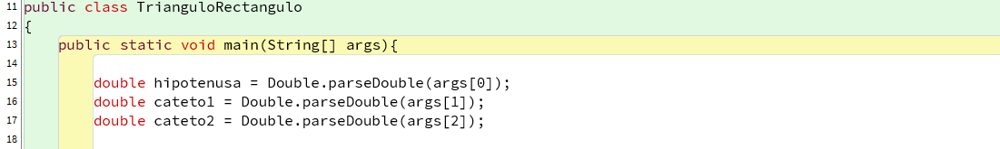 11 public class TrianguloRectangulo
12 {
13 public static void main(String[] args){
14
15 double hipotenusa = Double.parseDouble(args[0]);
16 double cateto1 = Double.parseDouble(args[1]);
17 double cateto2 = Double.parseDouble(args[2]);
18